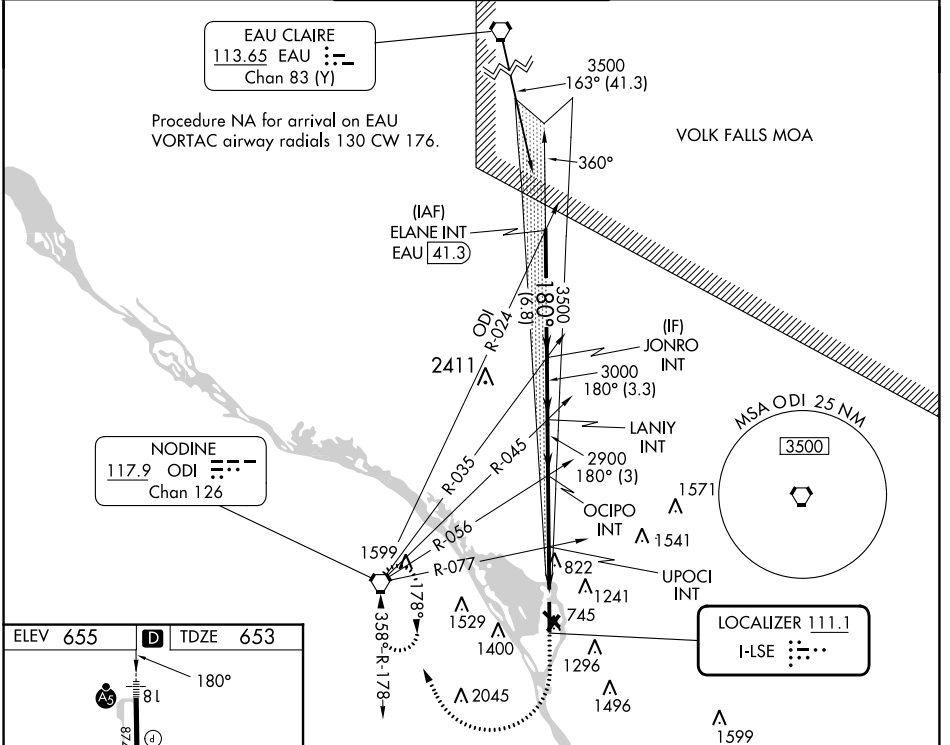 EAU CLAIRE
113.65 EAU
Chan 83 (Y)
3500
163° (41.3)
Procedure NA for arrival on EAU
VORTAC airway radials 130 CW 176.
VOLK FALLS MOA
360°
(IAF)
ELANE INT
EAU 41.3
180°
3500
(6.8)
ODI
R-024
(IF)
JONRO
INT
2411
3000
180° (3.3)
MSA ODI 25 NM
3500
LANIY
INT
R-035
R-045
NODINE
117.9 ODI
Chan 126
2900
180° (3)
OCIPO
INT
1571
1541
R-056
1599
R-077
822
UPOCI
INT
178°
1241
358°
R-178
1529
745
1400
LOCALIZER 111.1
I-LSE
1296
ELEV 655
D
TDZE 653
180°
A5
18
2045
1496
1599